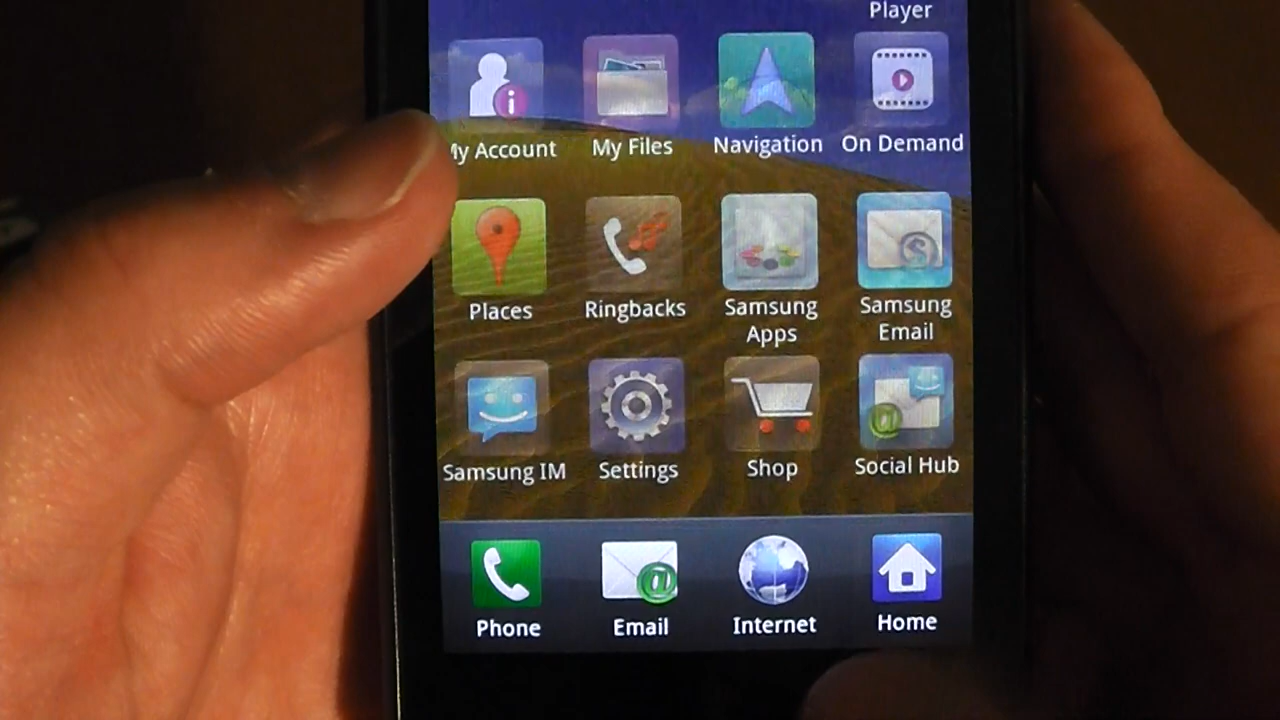 Player
My Account
My Files
Navigation
On Demand
Places
Ringbacks
Samsung
Apps
Samsung
Email
Samsung IM
Settings
Shop
Social Hub
Phone
Email
Internet
Home